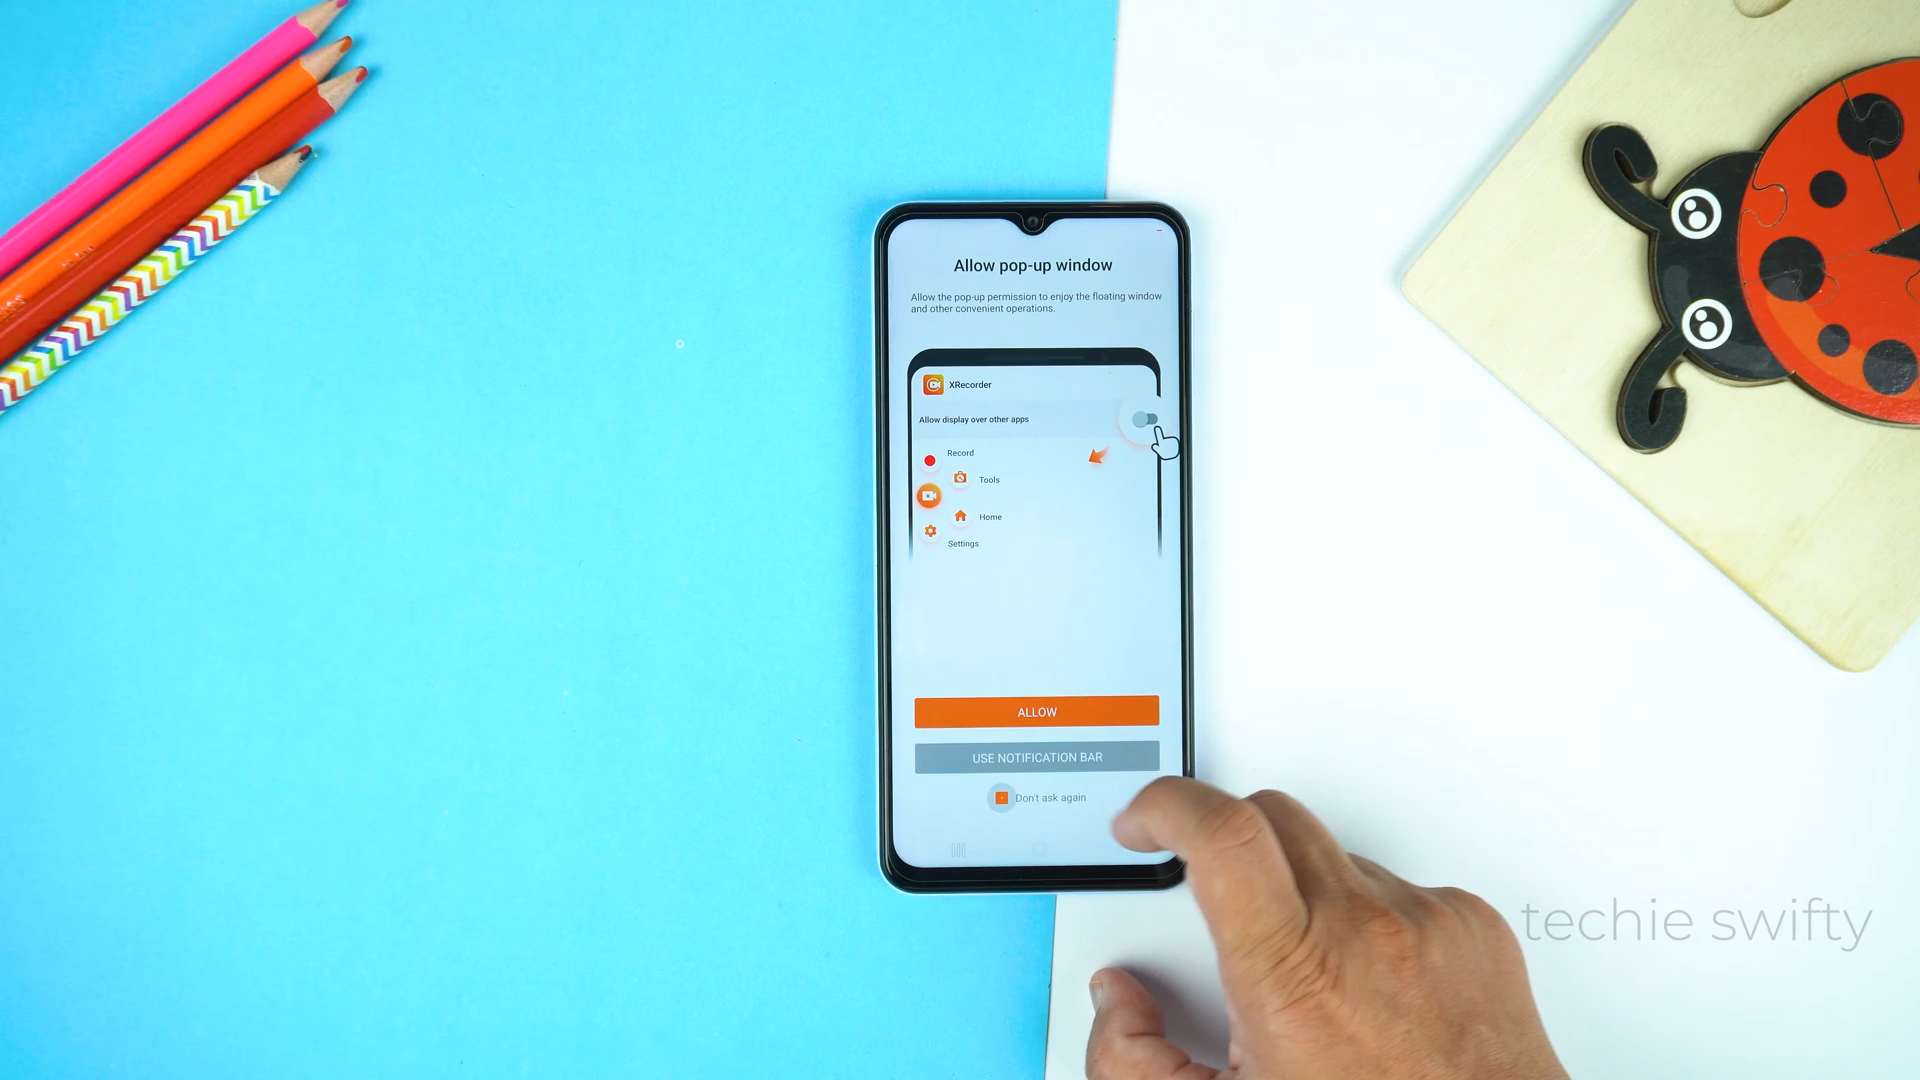 Allow pop-up window
Allow the pop-up permission to enjoy the floating window
and other convenient operations.
XRecorder
Allow display over other apps
Record
Tools
Home
Settings
ALLOW
USE NOTIFICATION BAR
Don't ask again
techie swifty